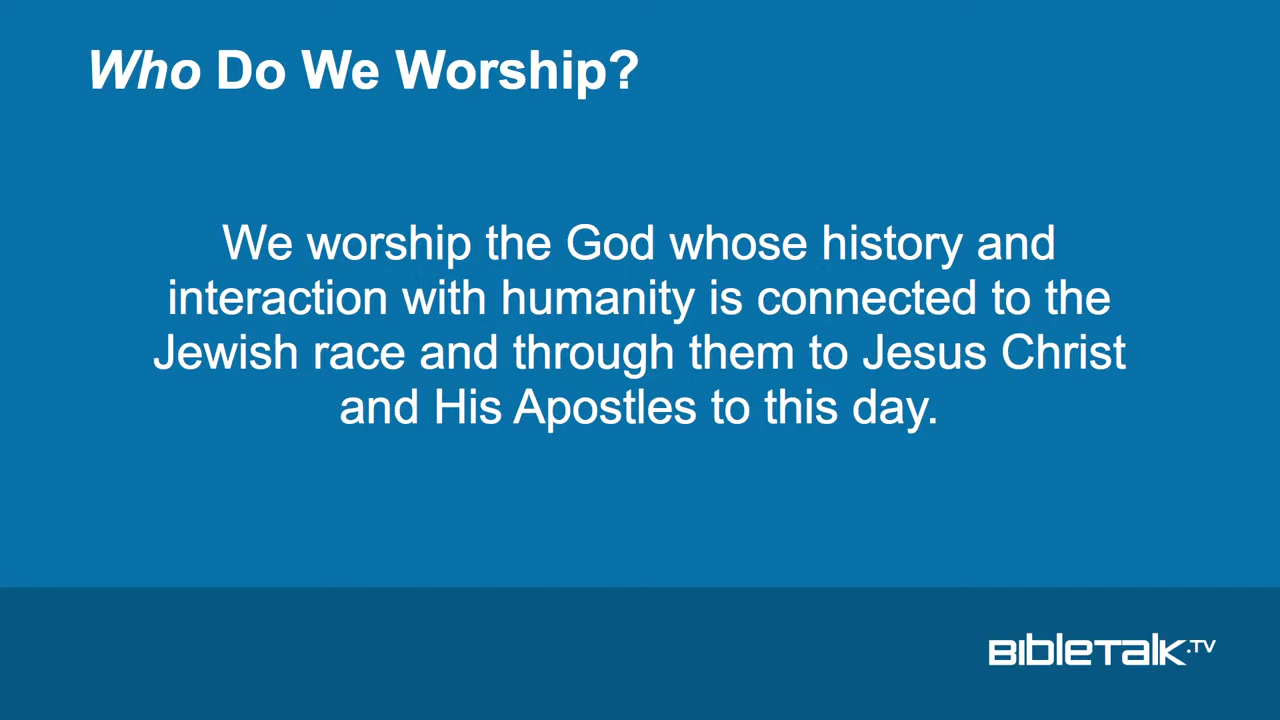 Who Do We Worship?
We worship the God whose history and
interaction with humanity is connected to the
Jewish race and through them to Jesus Christ
and His Apostles to this day.
BIBLETALK.TV